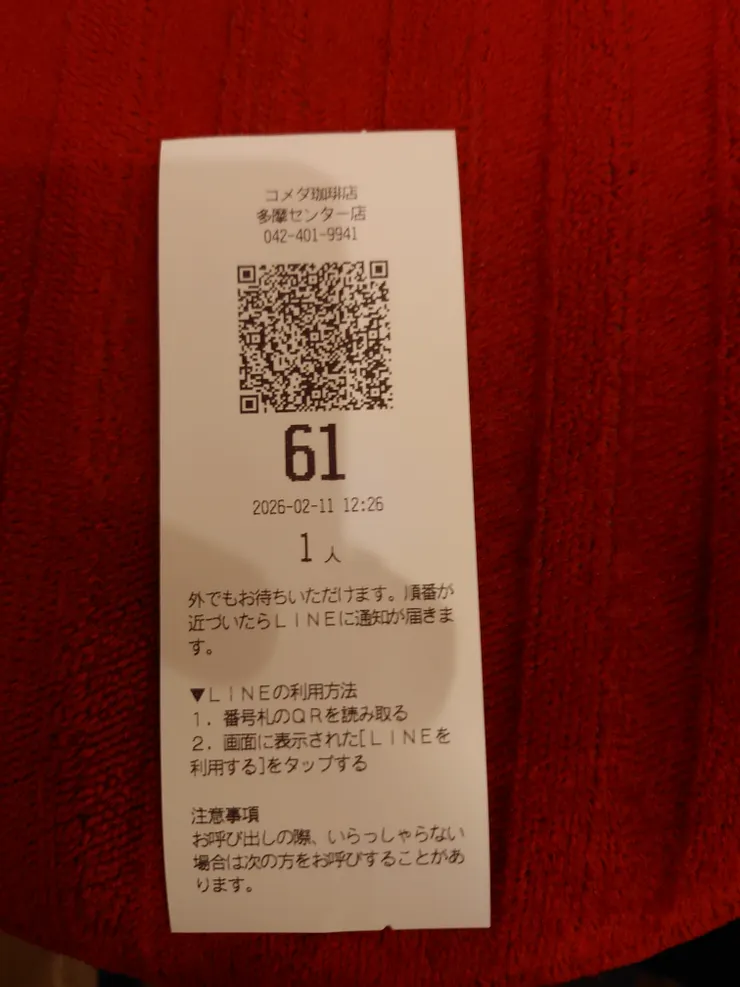 コメダ珈琲店
多摩センター店
042-401-9941
61
2026-02-11 12:26
1 人
外でもお待ちいただけます。順番が
近づいたらLINEに通知が届きま
す。
▼LINEの利用方法
1．番号札のQRを読み取る
2．画面に表示された[LINEを
利用する]をタップする
注意事項
お呼び出しの際、いらっしゃらない
場合は次の方をお呼びすることがあ
ります。